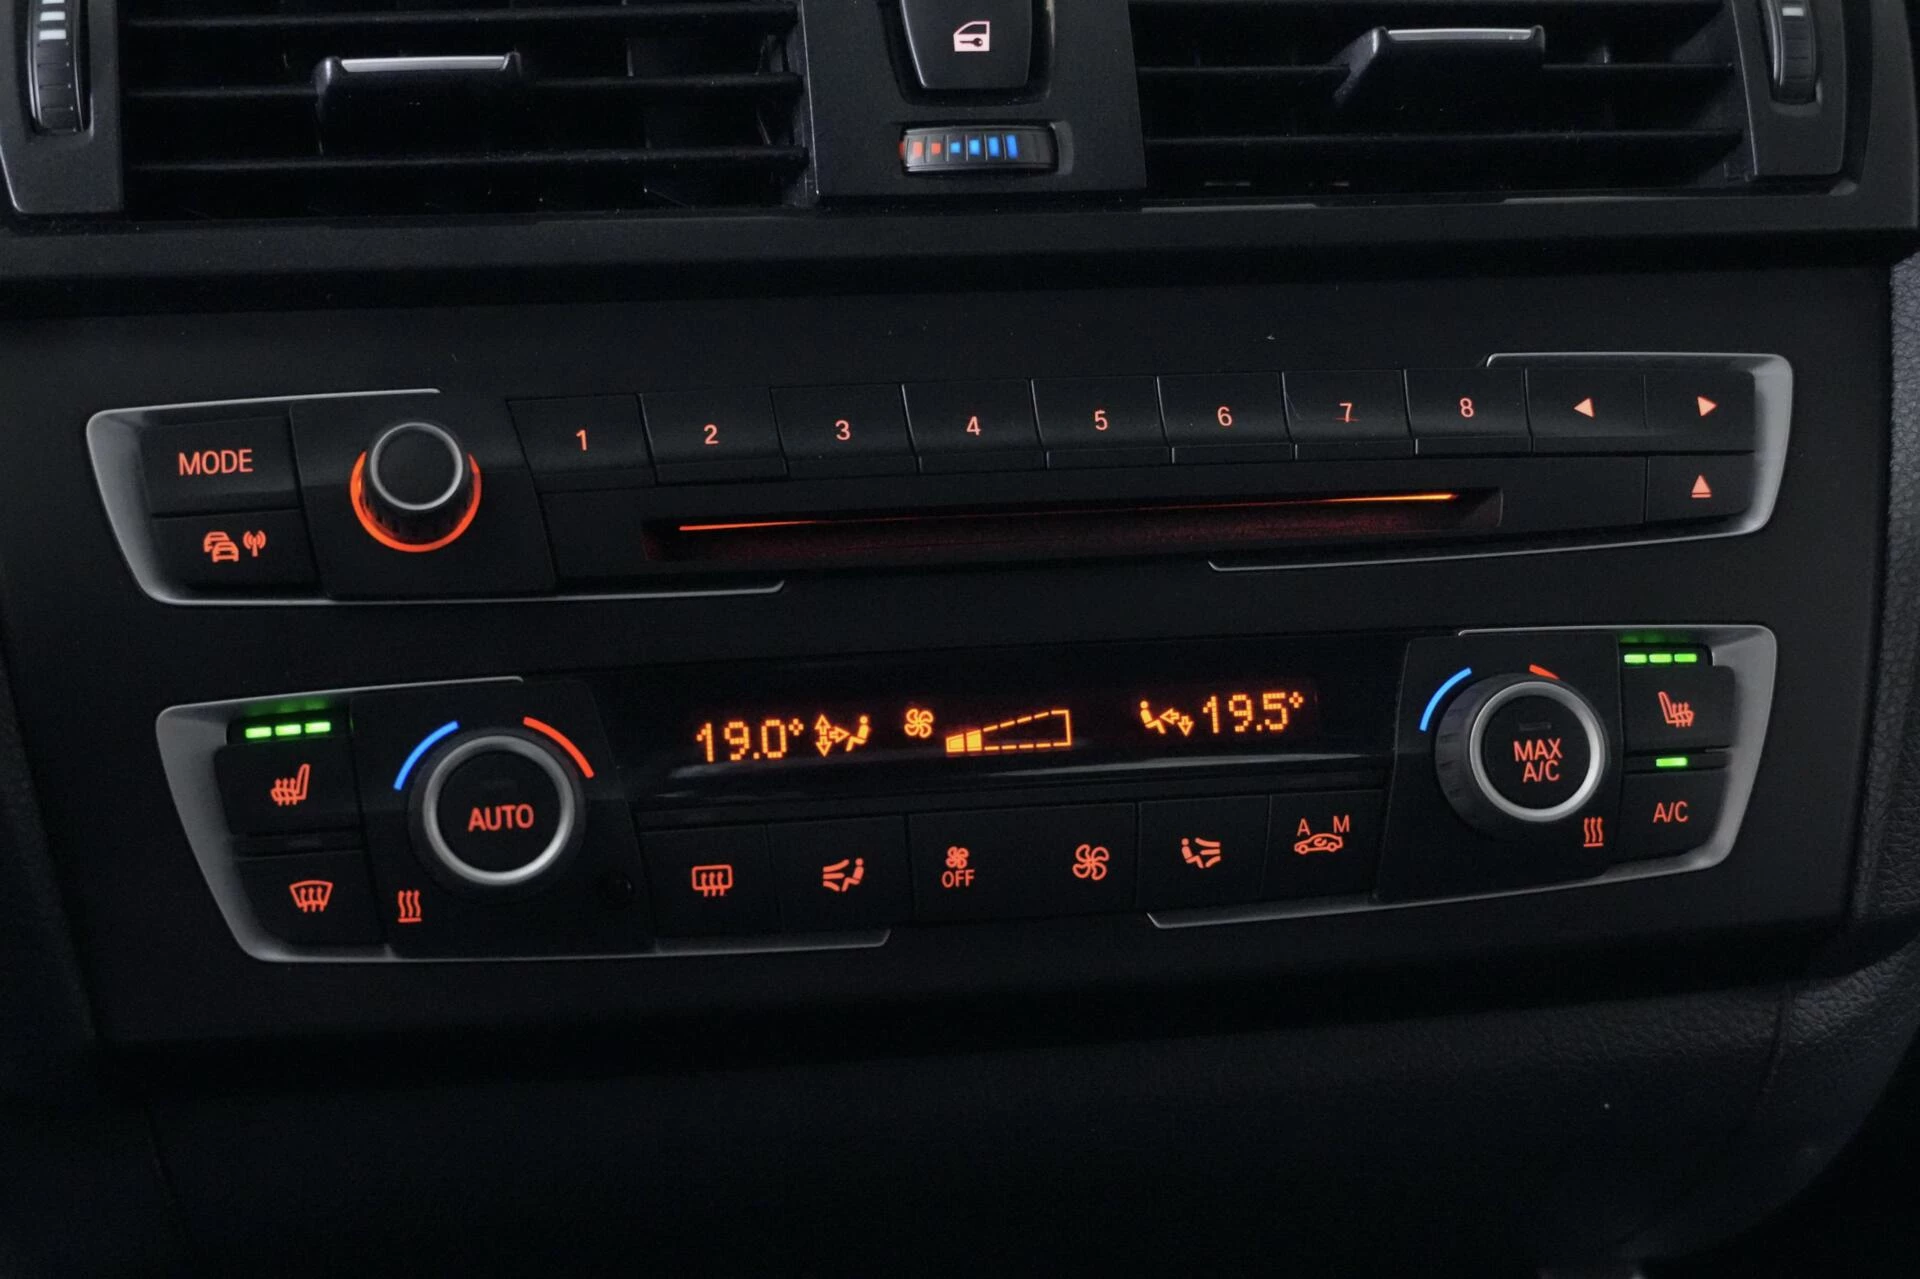 MODE
1 2 3 4 5 6 7 8
19.0° 19.5°
AUTO
MAX
A/C
A/C
OFF
A M